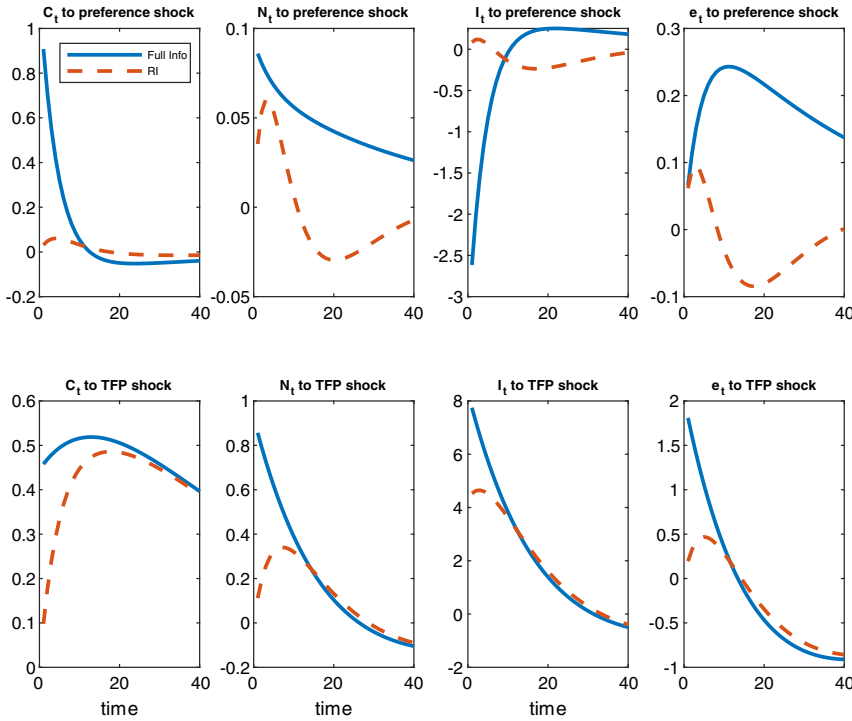 C_t to preference shock
N_t to preference shock
I_t to preference shock
e_t to preference shock
Full Info
RI
1
0.8
0.6
0.4
0.2
0
-0.2
0 20 40
0.1
0.05
0
-0.05
0 20 40
0
-0.5
-1
-1.5
-2
-2.5
-3
0 20 40
0.3
0.2
0.1
0
-0.1
0 20 40
C_t to TFP shock
N_t to TFP shock
I_t to TFP shock
e_t to TFP shock
0.6
0.5
0.4
0.3
0.2
0.1
0
0 20 40
time
1
0.8
0.6
0.4
0.2
0
-0.2
0 20 40
time
8
6
4
2
0
-2
0 20 40
time
2
1.5
1
0.5
0
-0.5
-1
0 20 40
time